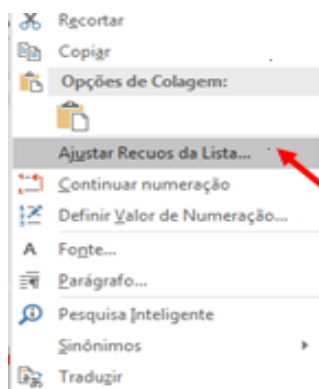 Recortar
Copiar
Opções de Colagem:
Ajustar Recuos da Lista...
Continuar numeração
Definir Valor de Numeração...
A Fonte...
Parágrafo...
Pesquisa Inteligente
Sinônimos
Traduzir